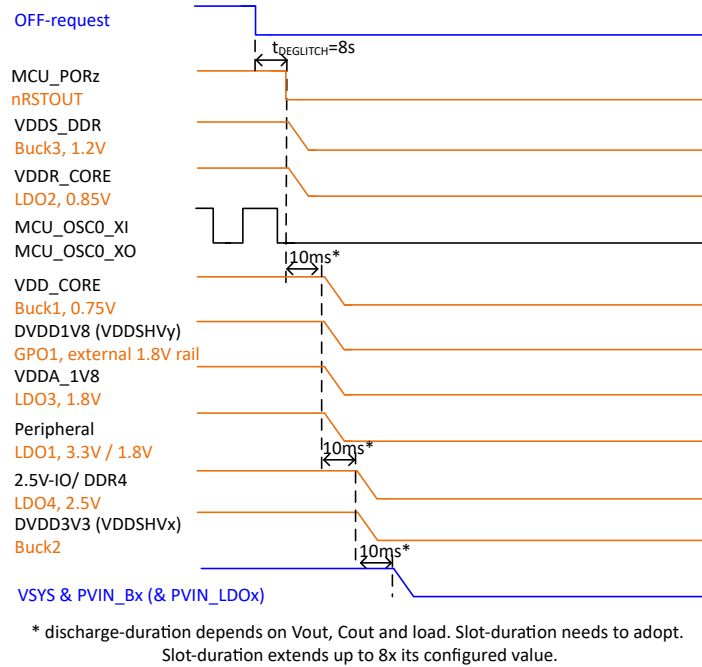 OFF-request
tDEGLITCH=8s
MCU_PORz
nRSTOUT
VDDS_DDR
Buck3, 1.2V
VDDR_CORE
LDO2, 0.85V
MCU_OSC0_XI
MCU_OSC0_XO
10ms*
VDD_CORE
Buck1, 0.75V
DVDD1V8 (VDDSHVy)
GPO1, external 1.8V rail
VDDA_1V8
LDO3, 1.8V
Peripheral
LDO1, 3.3V / 1.8V
10ms*
2.5V-IO/ DDR4
LDO4, 2.5V
DVDD3V3 (VDDSHVx)
Buck2
10ms*
VSYS & PVIN_Bx (& PVIN_LDOx)
* discharge-duration depends on Vout, Cout and load. Slot-duration needs to adopt.
Slot-duration extends up to 8x its configured value.